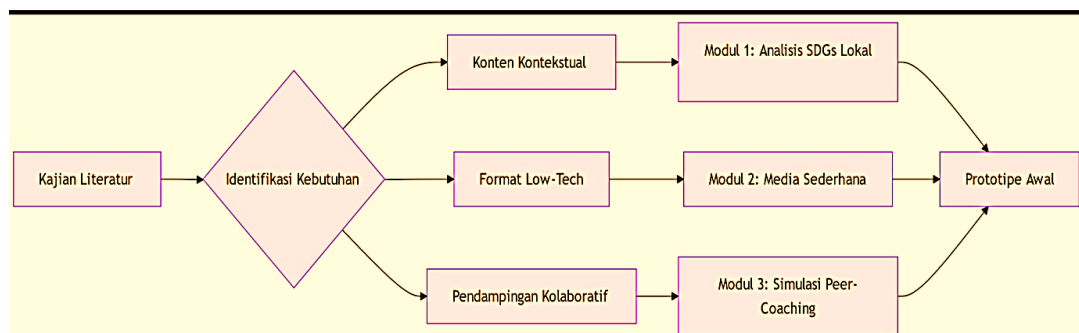 Kajian Literatur
Identifikasi Kebutuhan
Konten Kontekstual
Modul 1: Analisis SDGs Lokal
Format Low-Tech
Modul 2: Media Sederhana
Pendampingan Kolaboratif
Modul 3: Simulasi Peer-
Coaching
Prototipe Awal